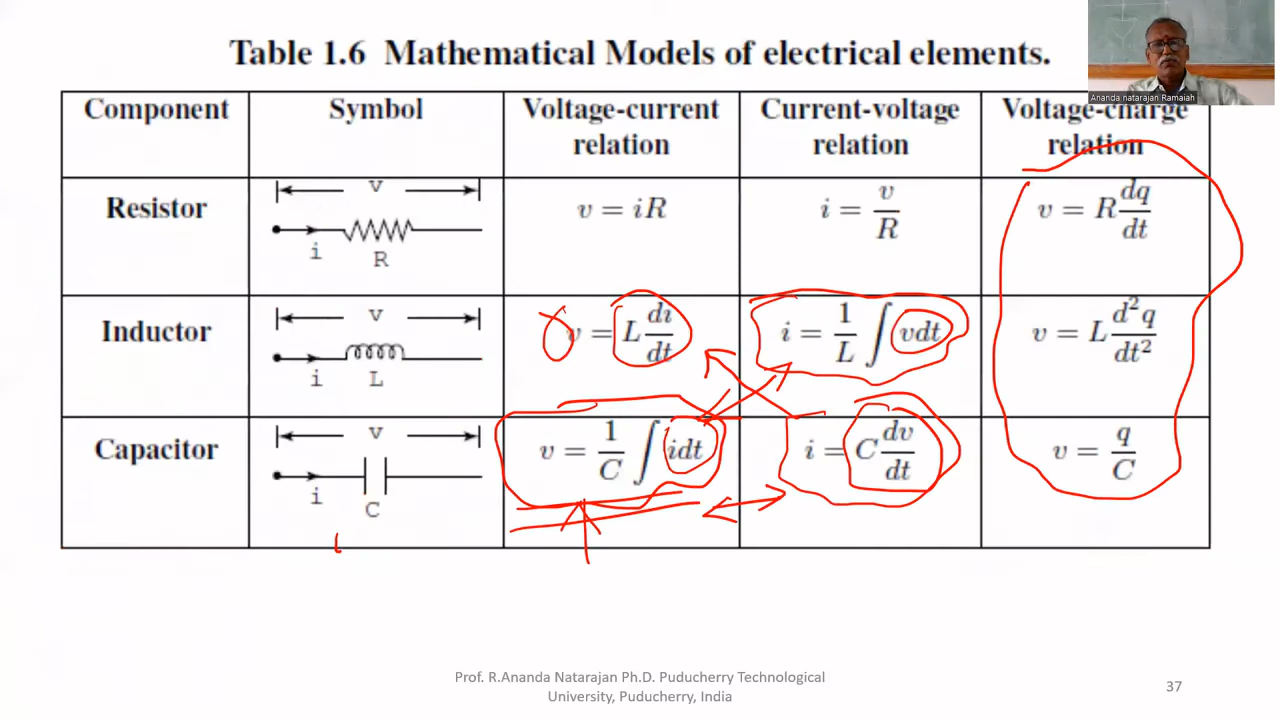 Table 1.6 Mathematical Models of electrical elements.
Ananda natarajan Ramaiah
Component Symbol Voltage-current relation Current-voltage relation Voltage-charge relation
Resistor v i R v = iR i = v/R v = R dq/dt
Inductor v i L v = L di/dt i = 1/L ∫ vdt v = L d²q/dt²
Capacitor v i C v = 1/C ∫ idt i = C dv/dt v = q/C
Prof. R.Ananda Natarajan Ph.D. Puducherry Technological
University, Puducherry, India
37